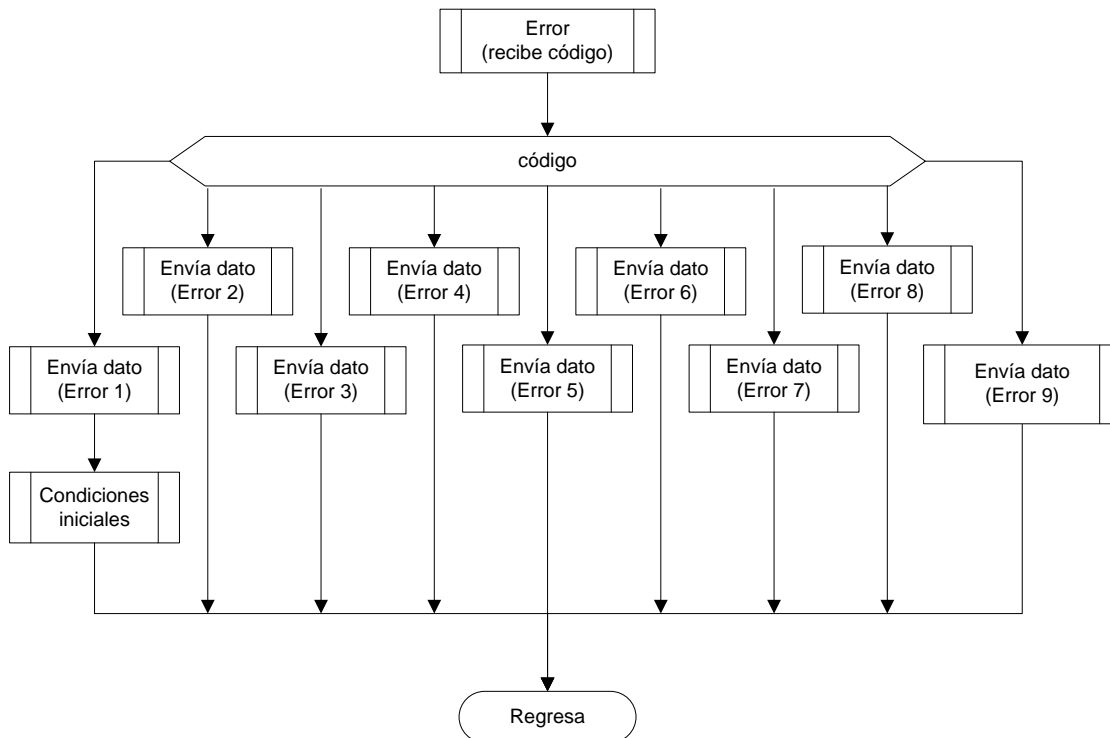 Error
(recibe código)
código
Envía dato
(Error 2)
Envía dato
(Error 4)
Envía dato
(Error 6)
Envía dato
(Error 8)
Envía dato
(Error 1)
Envía dato
(Error 3)
Envía dato
(Error 5)
Envía dato
(Error 7)
Envía dato
(Error 9)
Condiciones
iniciales
Regresa